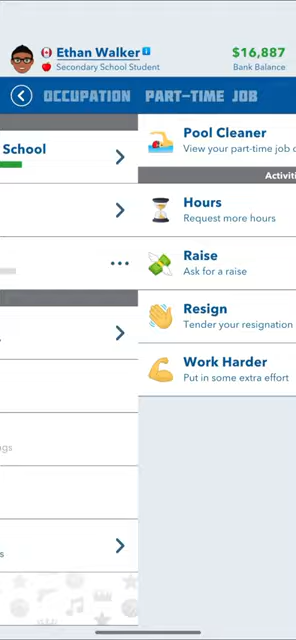 Ethan Walker
$16,887
Secondary School Student
Bank Balance
OCCUPATION
PART-TIME JOB
School
Pool Cleaner
View your part-time job
Activiti
Hours
Request more hours
Raise
Ask for a raise
Resign
Tender your resignation
Work Harder
Put in some extra effort
ngs
s